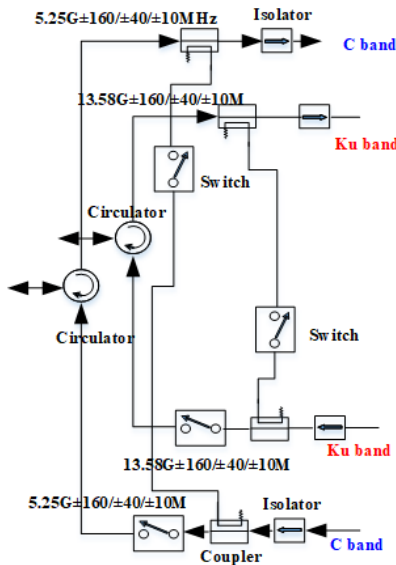 5.25G±160/±40/±10MHz
Isolator
C band
13.58G±160/±40/±10M
Ku band
Switch
Circulator
Circulator
Switch
Ku band
13.58G±160/±40/±10M
5.25G±160/±40/±10M
Isolator
C band
Coupler